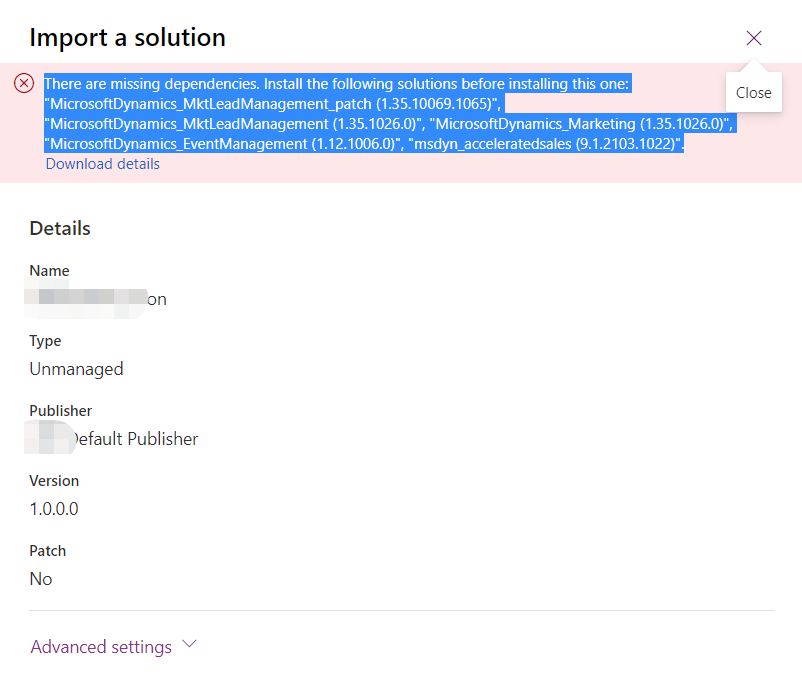 Import a solution
There are missing dependencies. Install the following solutions before installing this one:
"MicrosoftDynamics_MktLeadManagement_patch (1.35.10069.1065)",
"MicrosoftDynamics_MktLeadManagement (1.35.1026.0)", "MicrosoftDynamics_Marketing (1.35.1026.0)",
"MicrosoftDynamics_EventManagement (1.12.1006.0)", "msdyn_acceleratedsales (9.1.2103.1022)".
Close
Download details
Details
Name
on
Type
Unmanaged
Publisher
Default Publisher
Version
1.0.0.0
Patch
No
Advanced settings